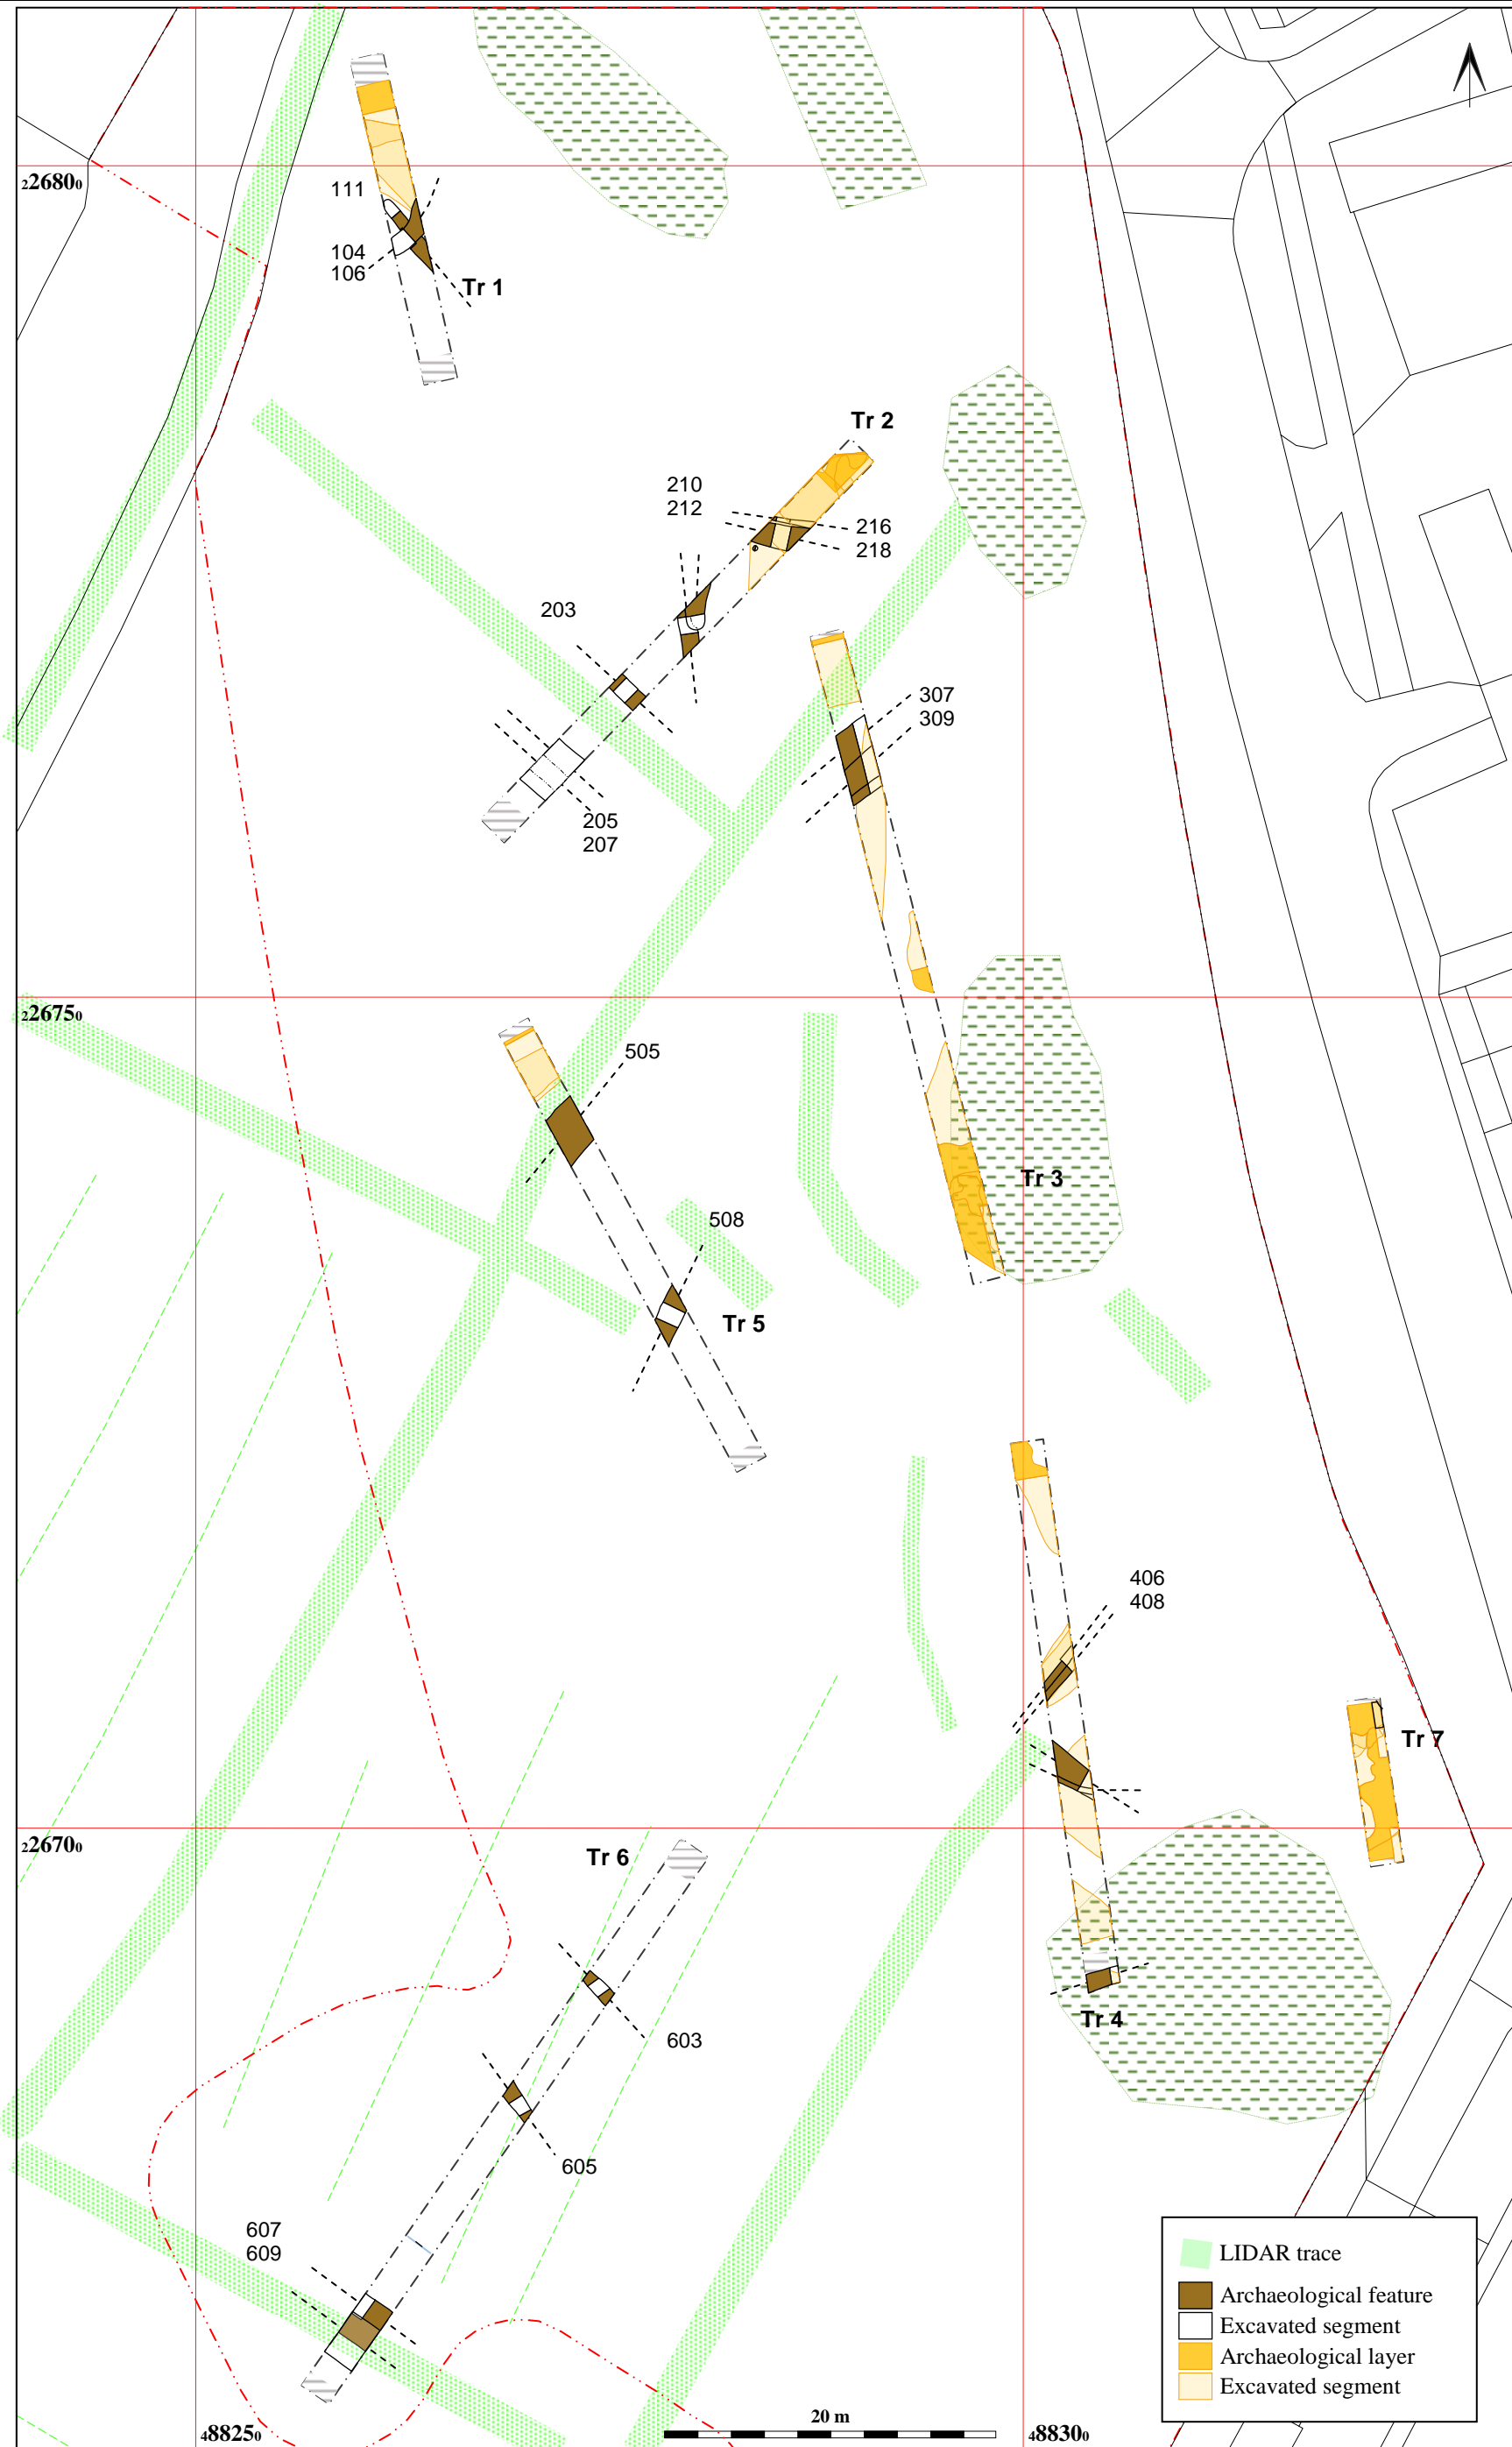 226800
111
104
106
Tr 1
Tr 2
210
212
216
218
203
307
309
205
207
226750
505
Tr 3
508
Tr 5
406
408
Tr 7
226700
Tr 6
Tr 4
603
605
607
609
LIDAR trace
Archaeological feature
Excavated segment
Archaeological layer
Excavated segment
488250
20 m
488300